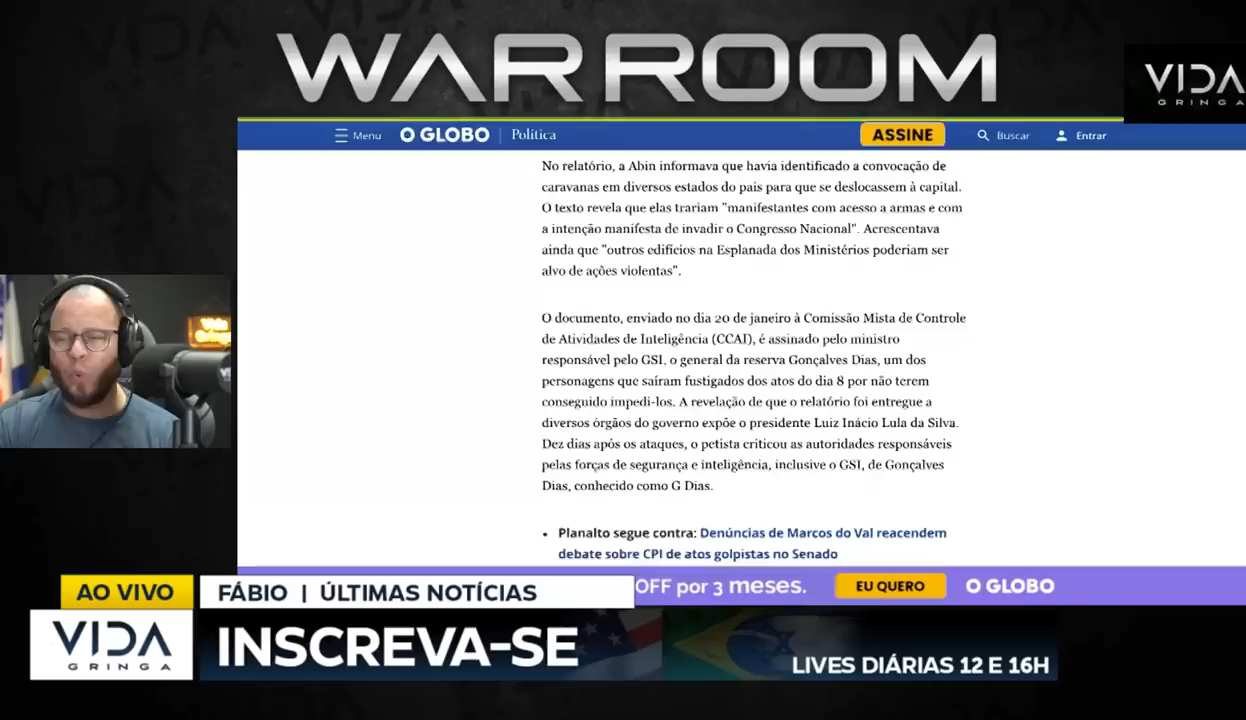 WAR ROOM
VIDA
GRINGA
Menu O GLOBO | Política ASSINE Buscar Entrar
No relatório, a Abin informava que havia identificado a convocação de
caravanas em diversos estados do país para que se deslocassem à capital.
O texto revela que elas trariam "manifestantes com acesso a armas e com
a intenção manifesta de invadir o Congresso Nacional". Acrescentava
ainda que "outros edifícios na Esplanada dos Ministérios poderiam ser
alvo de ações violentas".
O documento, enviado no dia 20 de janeiro à Comissão Mista de Controle
de Atividades de Inteligência (CCAI), é assinado pelo ministro
responsável pelo GSI, o general da reserva Gonçalves Dias, um dos
personagens que saíram fustigados dos atos do dia 8 por não terem
conseguido impedi-los. A revelação de que o relatório foi entregue a
diversos órgãos do governo expõe o presidente Luiz Inácio Lula da Silva.
Dez dias após os ataques, o petista criticou as autoridades responsáveis
pelas forças de segurança e inteligência, inclusive o GSI, de Gonçalves
Dias, conhecido como G Dias.
• Planalto segue contra: Denúncias de Marcos do Val reacendem
debate sobre CPI de atos golpistas no Senado
OFF por 3 meses. EU QUERO O GLOBO
AO VIVO FÁBIO | ÚLTIMAS NOTÍCIAS
VIDA
GRINGA
INSCREVA-SE
LIVES DIÁRIAS 12 E 16H